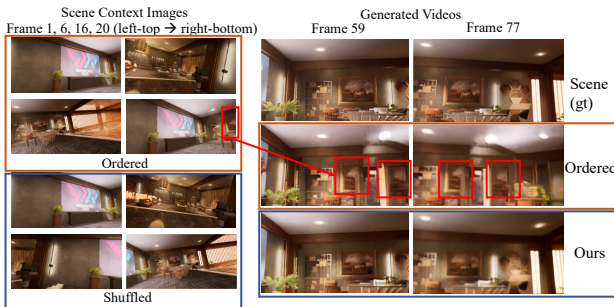 Scene Context Images
Frame 1, 6, 16, 20 (left-top → right-bottom)
Ordered
Shuffled
Generated Videos
Frame 59
Frame 77
Scene
(gt)
Ordered
Ours